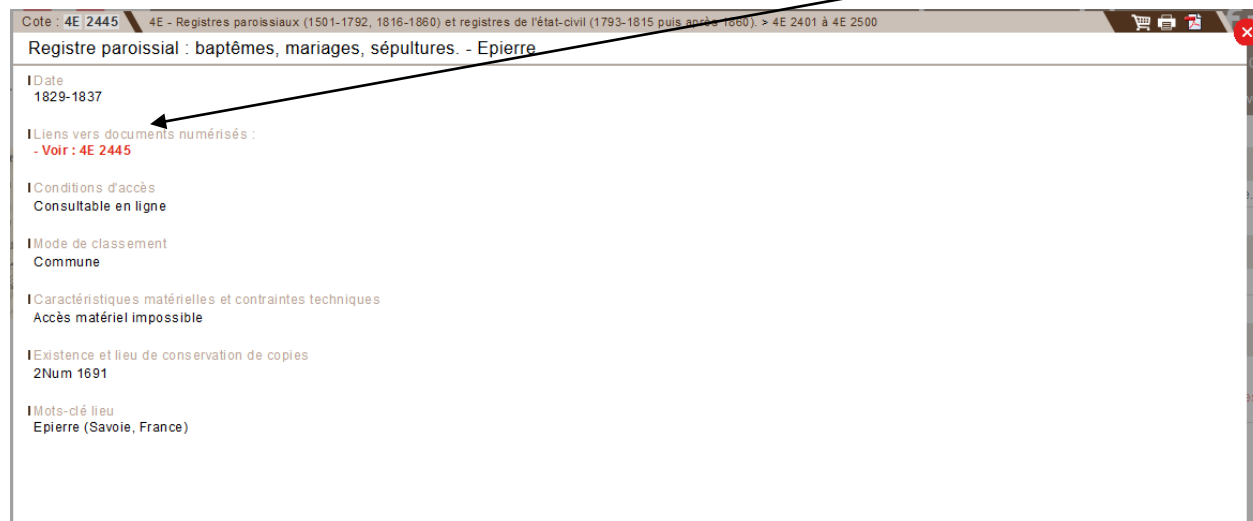 Cote : 4E 2445 4E - Registres paroissiaux (1501-1792, 1816-1860) et registres de l'état-civil (1793-1815 puis après 1860). > 4E 2401 à 4E 2500
Registre paroissial : baptêmes, mariages, sépultures. - Epierre
Date
1829-1837
Liens vers documents numérisés :
- Voir : 4E 2445
Conditions d'accès
Consultable en ligne
Mode de classement
Commune
Caractéristiques matérielles et contraintes techniques
Accès matériel impossible
Existence et lieu de conservation de copies
2Num 1691
Mots-clé lieu
Epierre (Savoie, France)